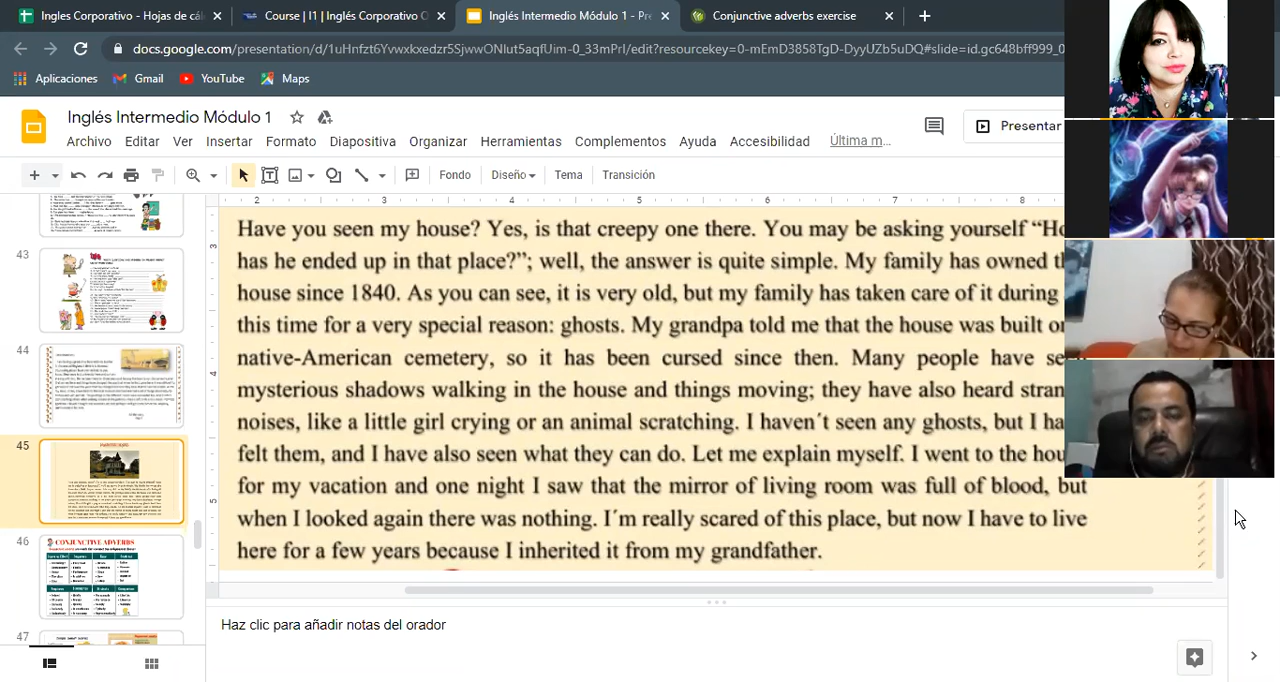 Ingles Corporativo - Hojas de cál
Course | I1 | Inglés Corporativo O
Inglés Intermedio Módulo 1 - Pre
Conjunctive adverbs exercise
docs.google.com/presentation/d/1uHnfzt6Yvwxkxedzr5SjwwONIut5aqfUim-0_33mPrI/edit?resourcekey=0-mEmD3858TgD-DyyUZb5uDQ#slide=id.gc648bff999_0
Aplicaciones Gmail YouTube Maps
Inglés Intermedio Módulo 1
Presentar
Archivo Editar Ver Insertar Formato Diapositiva Organizar Herramientas Complementos Ayuda Accesibilidad Última m...
Fondo Diseño Tema Transición
2 3 4 5 6 7 8
3
4
5
Have you seen my house? Yes, is that creepy one there. You may be asking yourself “Ho
has he ended up in that place?”; well, the answer is quite simple. My family has owned th
house since 1840. As you can see, it is very old, but my family has taken care of it during
this time for a very special reason: ghosts. My grandpa told me that the house was built on
native-American cemetery, so it has been cursed since then. Many people have se
mysterious shadows walking in the house and things moving; they have also heard stran
noises, like a little girl crying or an animal scratching. I haven´t seen any ghosts, but I ha
felt them, and I have also seen what they can do. Let me explain myself. I went to the hou
for my vacation and one night I saw that the mirror of living room was full of blood, but
when I looked again there was nothing. I´m really scared of this place, but now I have to live
here for a few years because I inherited it from my grandfather.
43
44
45
46
CONJUNCTIVE ADVERBS
47
Haz clic para añadir notas del orador